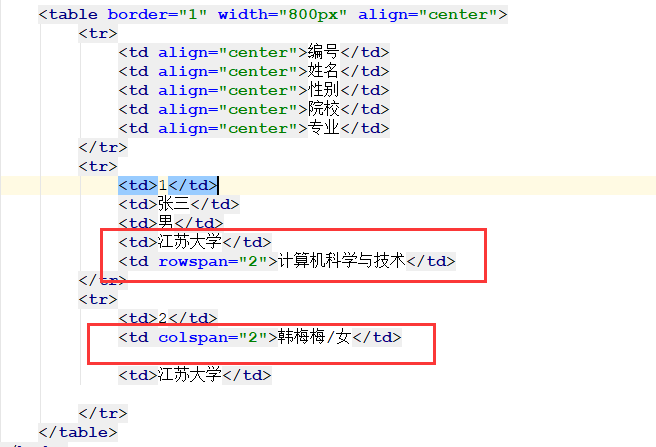 <table border="1" width="800px" align="center">
<tr>
<td align="center">编号</td>
<td align="center">姓名</td>
<td align="center">性别</td>
<td align="center">院校</td>
<td align="center">专业</td>
</tr>
<tr>
<td>1</td>
<td>张三</td>
<td>男</td>
<td>江苏大学</td>
<td rowspan="2">计算机科学与技术</td>
</tr>
<tr>
<td>2</td>
<td colspan="2">韩梅梅/女</td>
<td>江苏大学</td>
</tr>
</table>